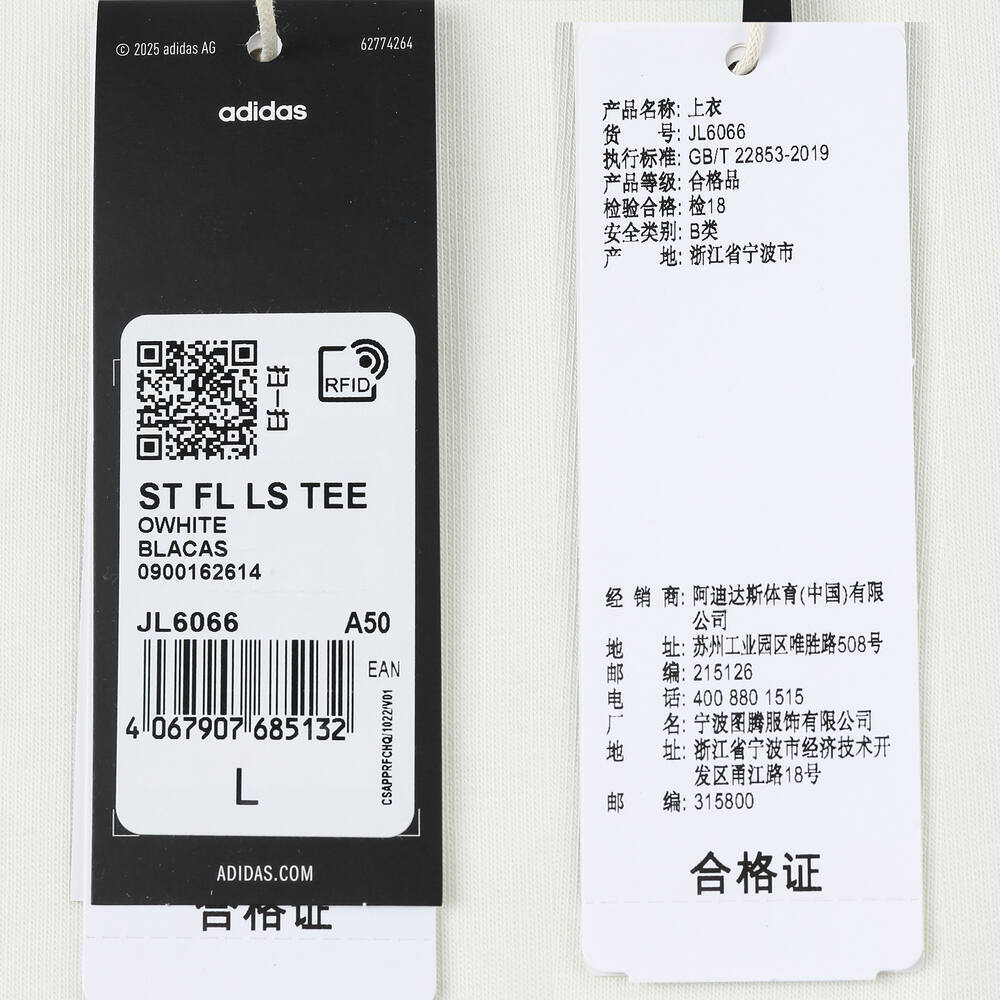 © 2025 adidas AG
62774264
adidas
扫一扫
RFID
ST FL LS TEE
OWHITE
BLACAS
0900162614
JL6066
A50
EAN
4 067907 685132
CSAPPRFCHQ/1022/V01
L
ADIDAS.COM
合格证
产品名称: 上衣
货 号: JL6066
执行标准: GB/T 22853-2019
产品等级: 合格品
检验合格: 检18
安全类别: B类
产 地: 浙江省宁波市
经 销 商: 阿迪达斯体育(中国)有限
公司
地 址: 苏州工业园区唯胜路508号
邮 编: 215126
电 话: 400 880 1515
厂 名: 宁波图腾服饰有限公司
地 址: 浙江省宁波市经济技术开
发区甬江路18号
邮 编: 315800
合格证